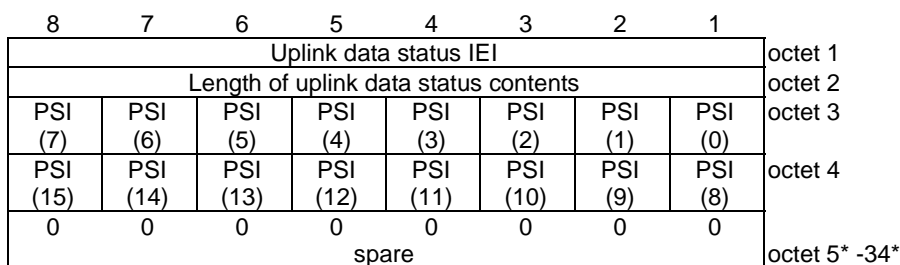 8 7 6 5 4 3 2 1
Uplink data status IEI octet 1
Length of uplink data status contents octet 2
PSI PSI PSI PSI PSI PSI PSI PSI octet 3
(7) (6) (5) (4) (3) (2) (1) (0)
PSI PSI PSI PSI PSI PSI PSI PSI octet 4
(15) (14) (13) (12) (11) (10) (9) (8)
0 0 0 0 0 0 0 0
spare octet 5* -34*